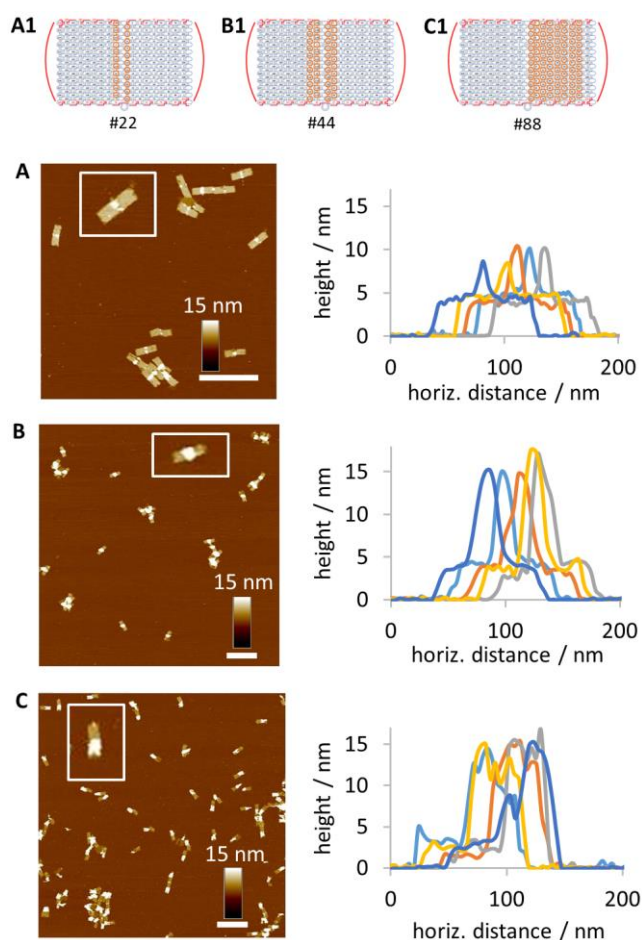 A1 B1 C1
#22 #44 #88
A
15 nm
height / nm
15
10
5
0
0 100 200
horiz. distance / nm
B
15 nm
height / nm
15
10
5
0
0 100 200
horiz. distance / nm
C
15 nm
height / nm
15
10
5
0
0 100 200
horiz. distance / nm